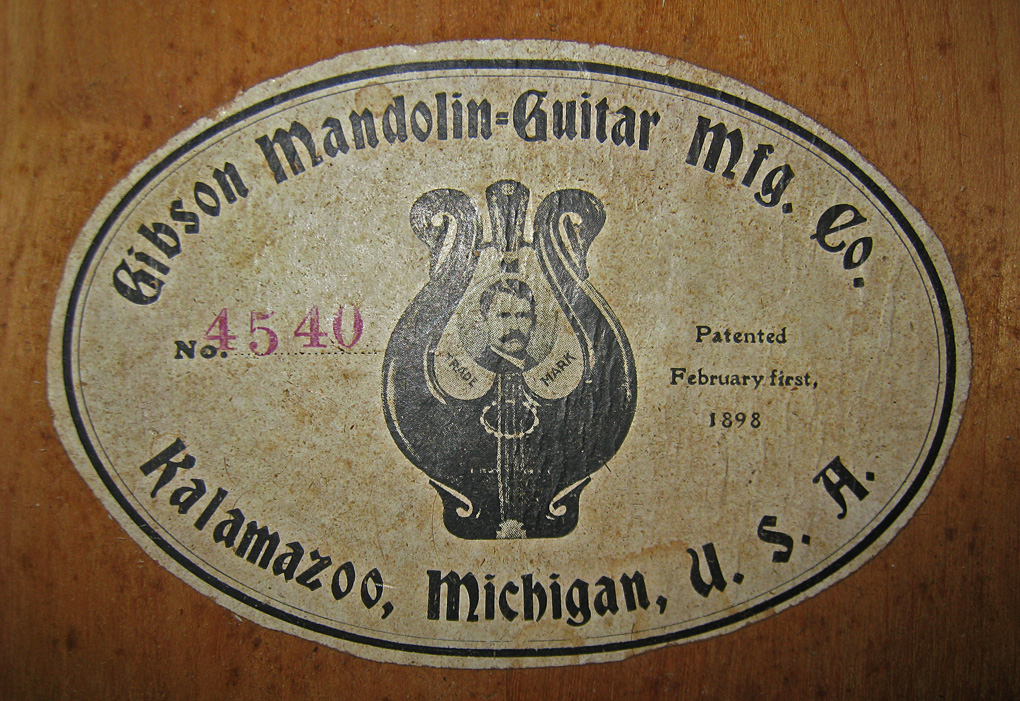 Gibson Mandolin-Guitar Mfg. Co.
No. 4540
TRADE MARK
Patented
February first,
1898
Kalamazoo, Michigan, U. S. A.